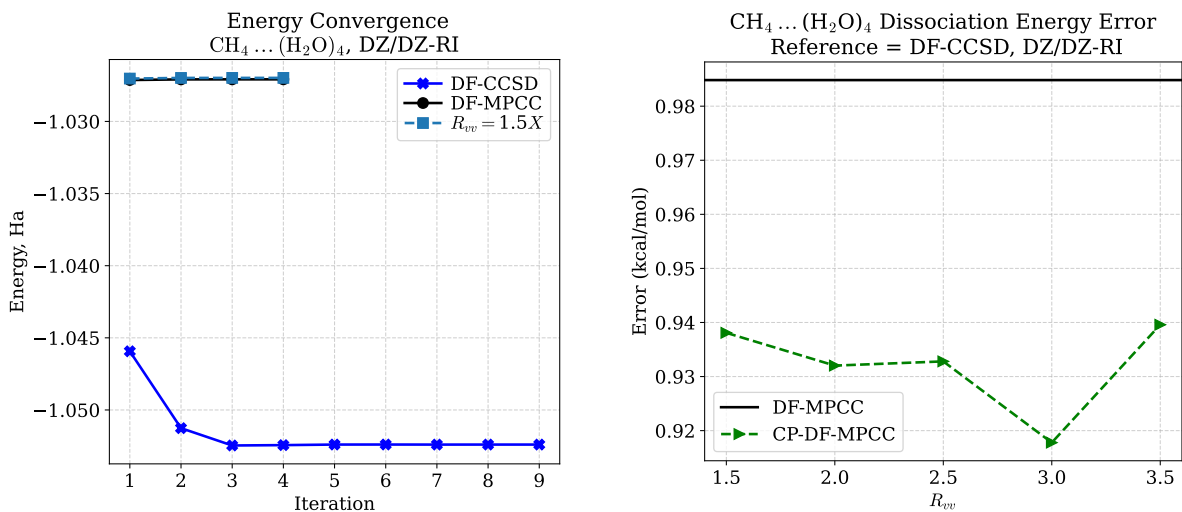 Energy Convergence
CH₄ … (H₂O)₄, DZ/DZ-RI
DF-CCSD
DF-MPCC
R_vv = 1.5X
−1.030
−1.035
−1.040
−1.045
−1.050
Energy, Ha
1 2 3 4 5 6 7 8 9
Iteration
CH₄ … (H₂O)₄ Dissociation Energy Error
Reference = DF-CCSD, DZ/DZ-RI
0.98
0.97
0.96
0.95
0.94
0.93
0.92
Error (kcal/mol)
DF-MPCC
CP-DF-MPCC
1.5 2.0 2.5 3.0 3.5
R_vv